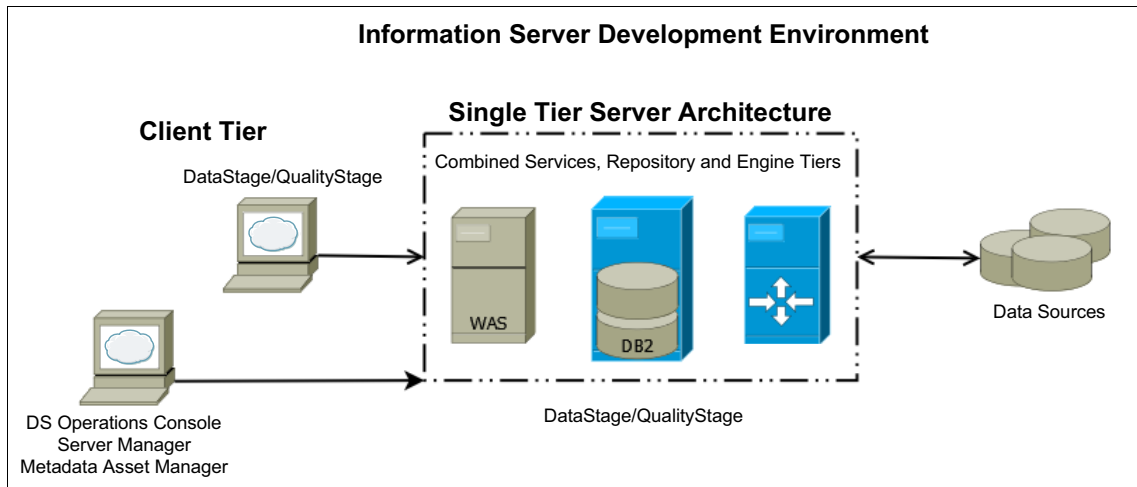 Information Server Development Environment
Single Tier Server Architecture
Client Tier
Combined Services, Repository and Engine Tiers
DataStage/QualityStage
WAS
DB2
Data Sources
DataStage/QualityStage
DS Operations Console
Server Manager
Metadata Asset Manager